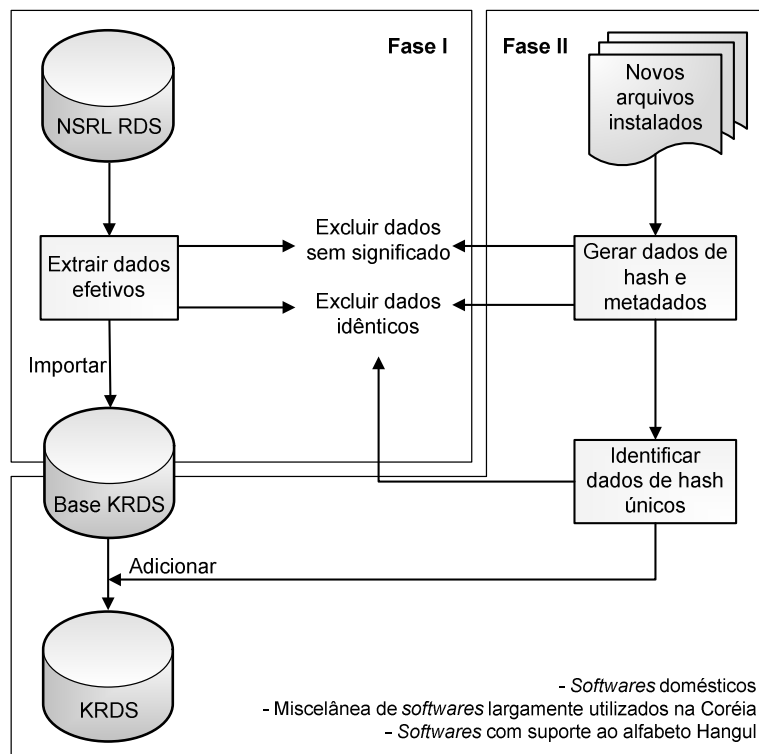 Fase I
NSRL RDS
Extrair dados
efetivos
Excluir dados
sem significado
Excluir dados
idênticos
Importar
Base KRDS
Fase II
Novos
arquivos
instalados
Gerar dados de
hash e
metadados
Identificar
dados de hash
únicos
Adicionar
KRDS
- Softwares domésticos
- Miscelânea de softwares largamente utilizados na Coréia
- Softwares com suporte ao alfabeto Hangul